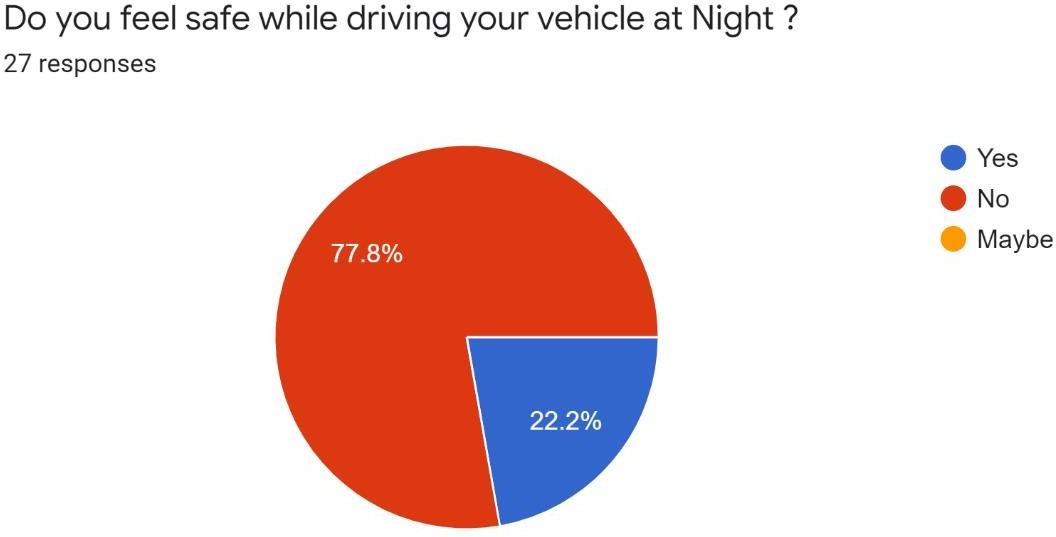 Do you feel safe while driving your vehicle at Night ?
27 responses
Yes
No
Maybe
77.8%
22.2%